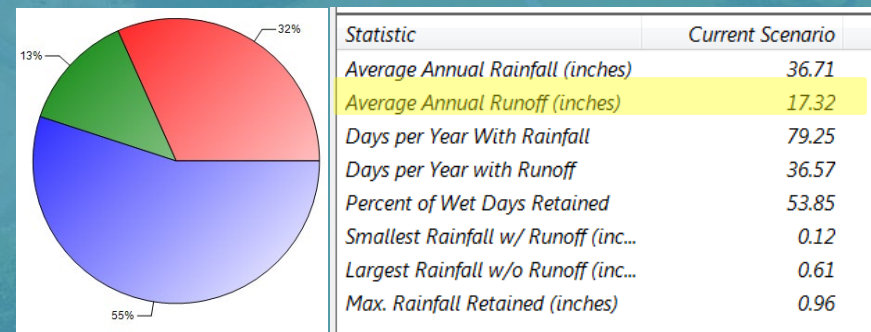 32%
13%
55%
Statistic Current Scenario
Average Annual Rainfall (inches) 36.71
Average Annual Runoff (inches) 17.32
Days per Year With Rainfall 79.25
Days per Year with Runoff 36.57
Percent of Wet Days Retained 53.85
Smallest Rainfall w/ Runoff (inc... 0.12
Largest Rainfall w/o Runoff (inc... 0.61
Max. Rainfall Retained (inches) 0.96